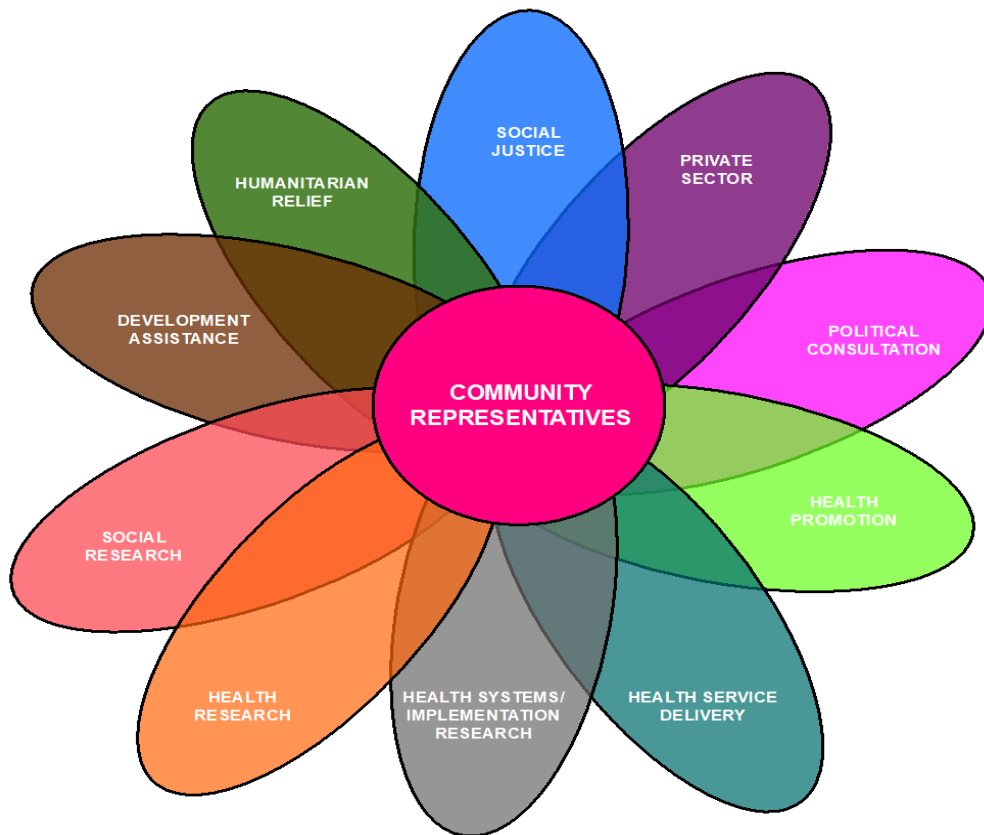 SOCIAL
JUSTICE
PRIVATE
SECTOR
HUMANITARIAN
RELIEF
POLITICAL
CONSULTATION
DEVELOPMENT
ASSISTANCE
COMMUNITY
REPRESENTATIVES
HEALTH
PROMOTION
SOCIAL
RESEARCH
HEALTH
RESEARCH
HEALTH SYSTEMS/
IMPLEMENTATION
RESEARCH
HEALTH SERVICE
DELIVERY